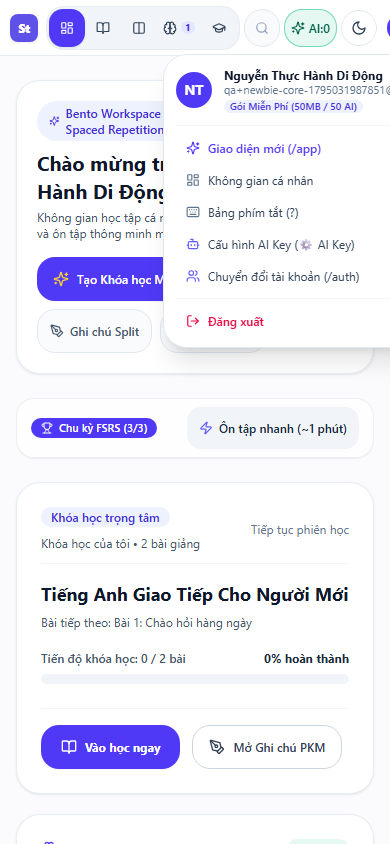 St
1
AI:0
NT
Nguyễn Thực Hành Di Động
qa+newbie-core-1795031987851@
Gói Miễn Phí (50MB / 50 AI)
Giao diện mới (/app)
Không gian cá nhân
Bảng phím tắt (?)
Cấu hình AI Key (⚙️ AI Key)
Chuyển đổi tài khoản (/auth)
Đăng xuất
Bento Workspace
Spaced Repetition
Chào mừng
Hành Động
Không gian học tập cá
và ôn tập thông minh
Tạo Khóa học
Ghi chú Split
Chu kỳ FSRS (3/3)
Ôn tập nhanh (~1 phút)
Khóa học trọng tâm
Khóa học của tôi • 2 bài giảng
Tiếp tục phiên học
Tiếng Anh Giao Tiếp Cho Người Mới
Bài tiếp theo: Bài 1: Chào hỏi hàng ngày
Tiến độ khóa học: 0 / 2 bài
0% hoàn thành
Vào học ngay
Mở Ghi chú PKM